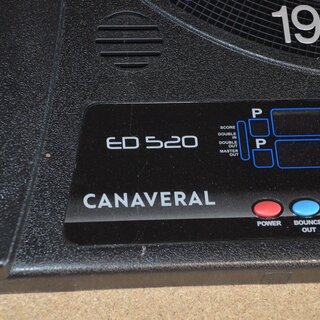 19
P
ED 520
SCORE
DOUBLE
IN
DOUBLE
OUT
MASTER
OUT
P
CANAVERAL
POWER
BOUNCE
OUT